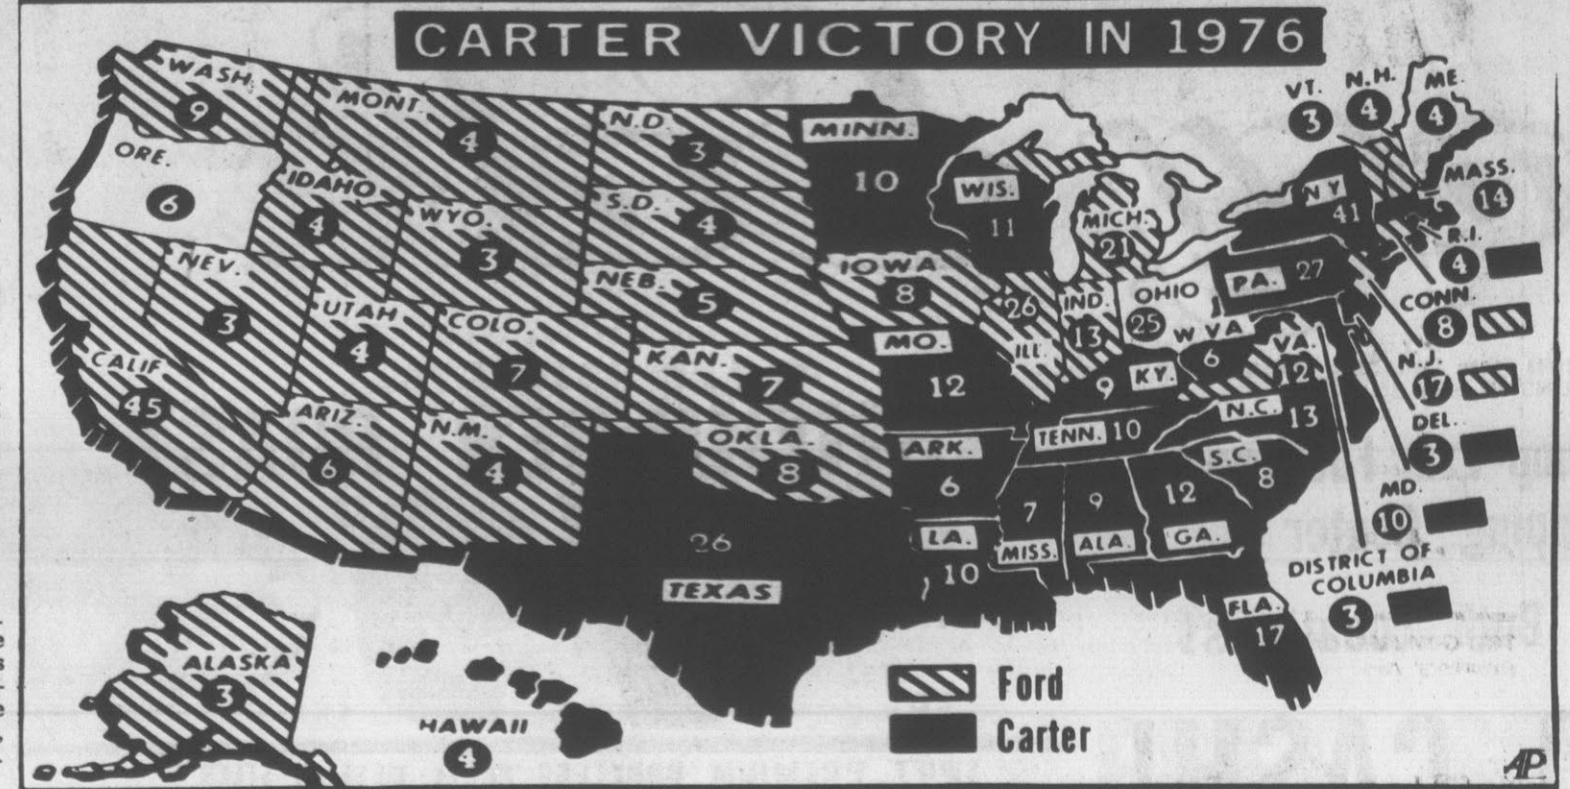 CARTER VICTORY IN 1976
WASH.
9
ORE.
6
CALIF
45
MONT.
4
IDAHO
4
WYO.
3
NEV.
3
UTAH
4
COLO.
7
ARIZ.
6
N.M.
4
N.D.
3
S.D.
4
NEB.
5
KAN.
7
OKLA.
8
26
TEXAS
MINN.
10
IOWA
8
MO.
12
ARK.
6
LA.
10
WIS.
11
26
ILL.
MICH.
21
IND.
13
OHIO
25
9 KY.
TENN. 10
7
MISS.
9
ALA.
12
GA.
FLA.
17
S.C.
8
N.C.
13
W VA
6
VA.
12
PA. 27
NY
41
VT.
3
N.H.
4
ME.
4
MASS.
14
R.I.
4
CONN.
8
N.J.
17
DEL.
3
MD.
10
DISTRICT OF
COLUMBIA
3
ALASKA
3
HAWAII
4
Ford
Carter
AP